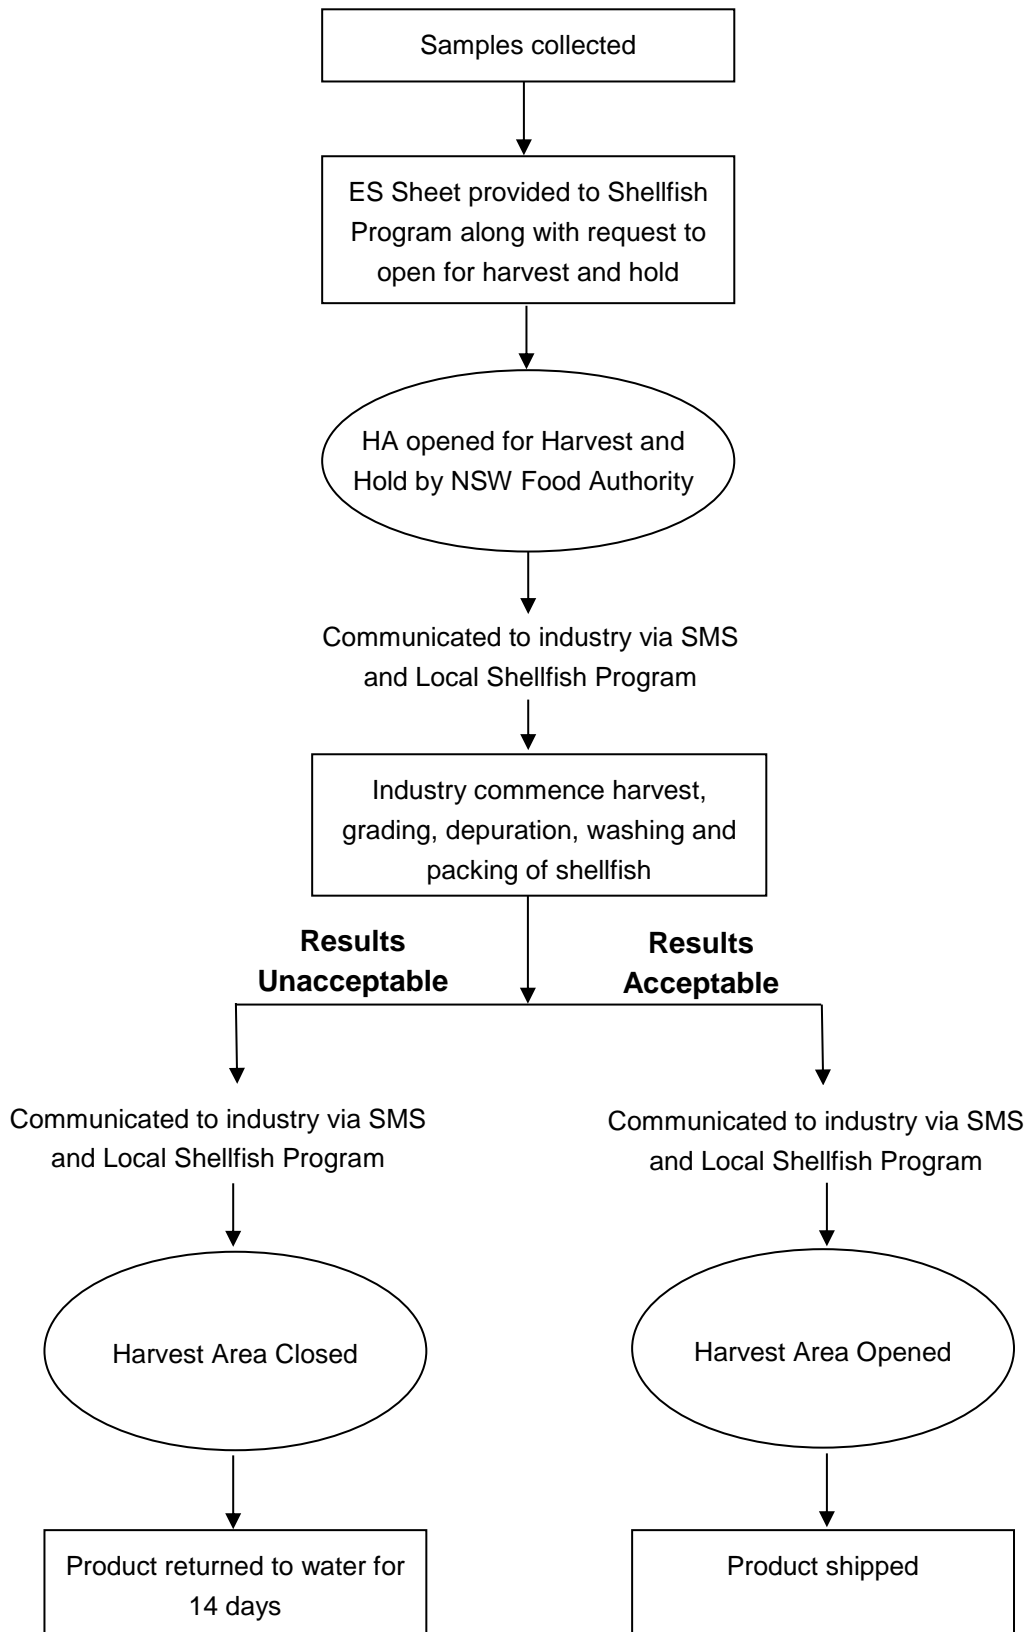 Samples collected
ES Sheet provided to Shellfish
Program along with request to
open for harvest and hold
HA opened for Harvest and
Hold by NSW Food Authority
Communicated to industry via SMS
and Local Shellfish Program
Industry commence harvest,
grading, depuration, washing and
packing of shellfish
Results
Unacceptable
Results
Acceptable
Communicated to industry via SMS
and Local Shellfish Program
Communicated to industry via SMS
and Local Shellfish Program
Harvest Area Closed
Harvest Area Opened
Product returned to water for
14 days
Product shipped